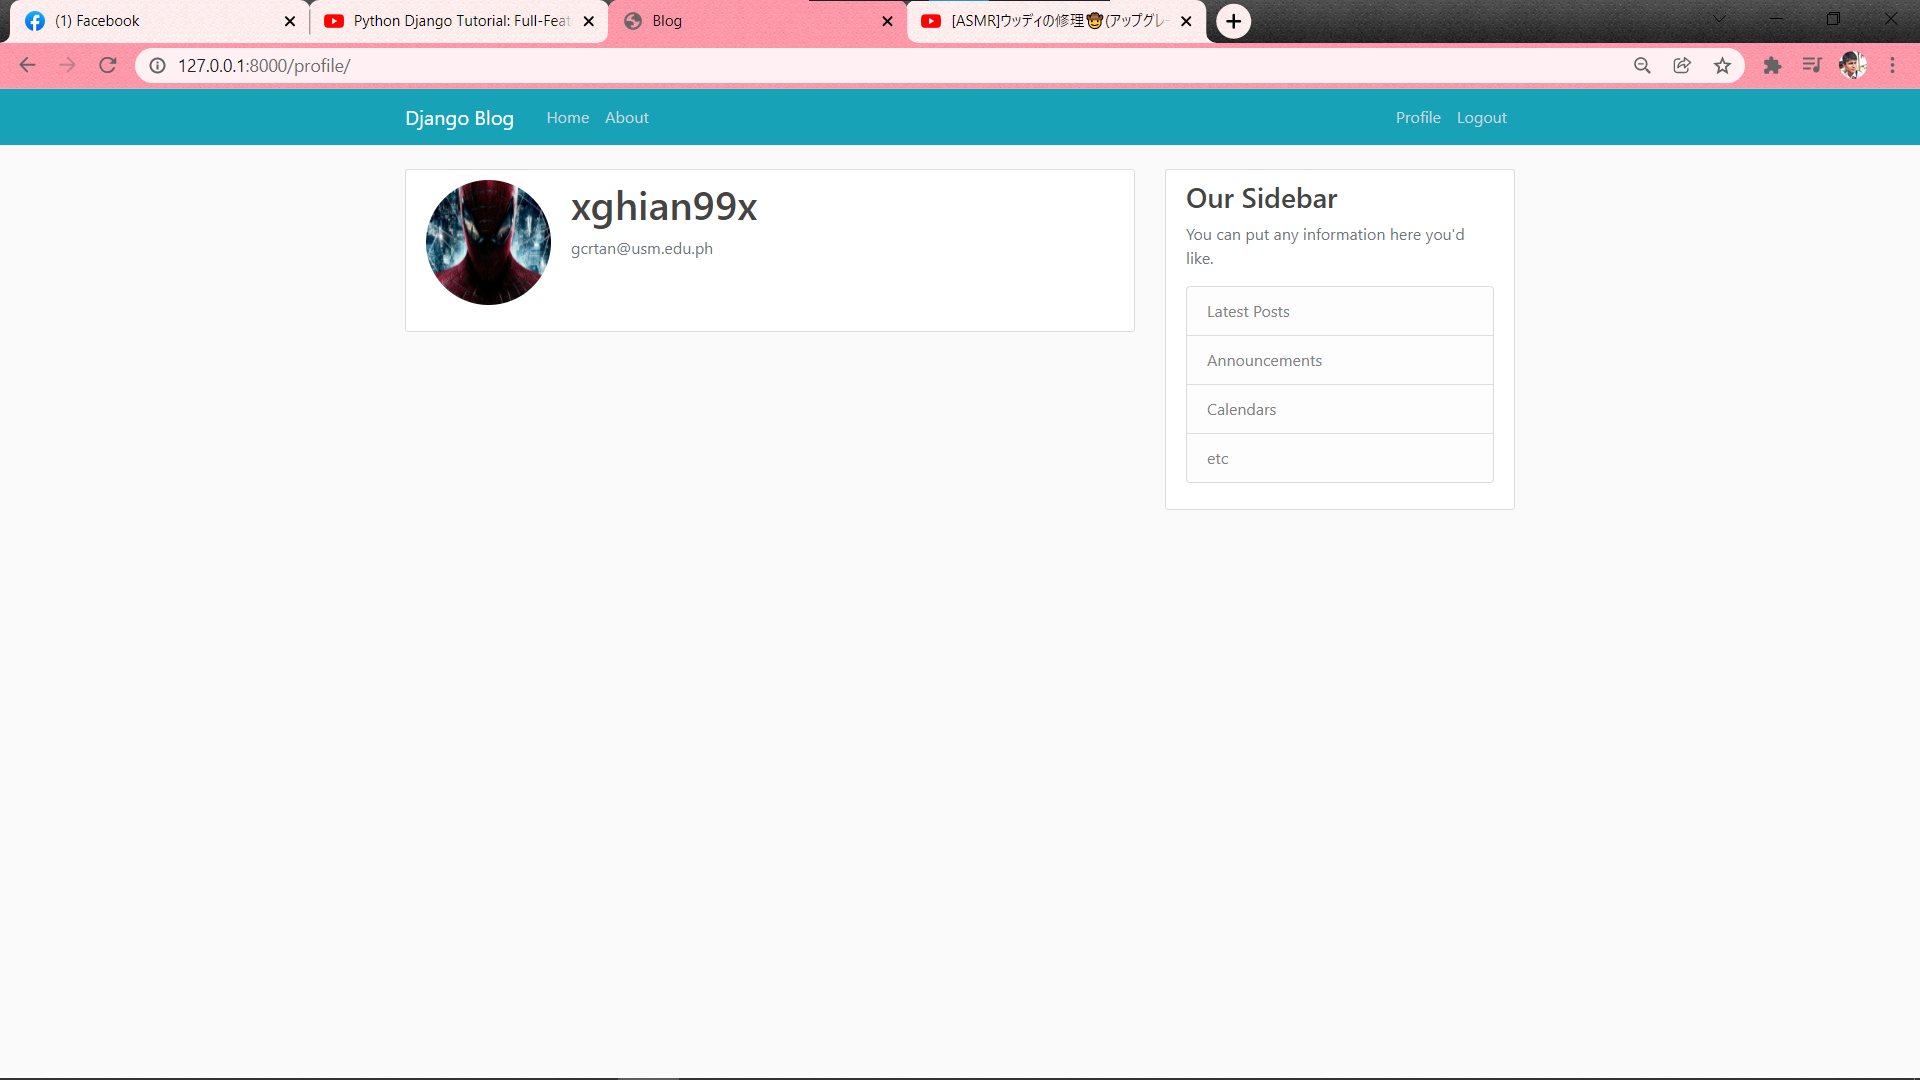 (1) Facebook
Python Django Tutorial: Full-Feat
Blog
[ASMR]ウッディの修理🤠(アップグレー
127.0.0.1:8000/profile/
Django Blog Home About Profile Logout
xghian99x
gcrtan@usm.edu.ph
Our Sidebar
You can put any information here you'd
like.
Latest Posts
Announcements
Calendars
etc